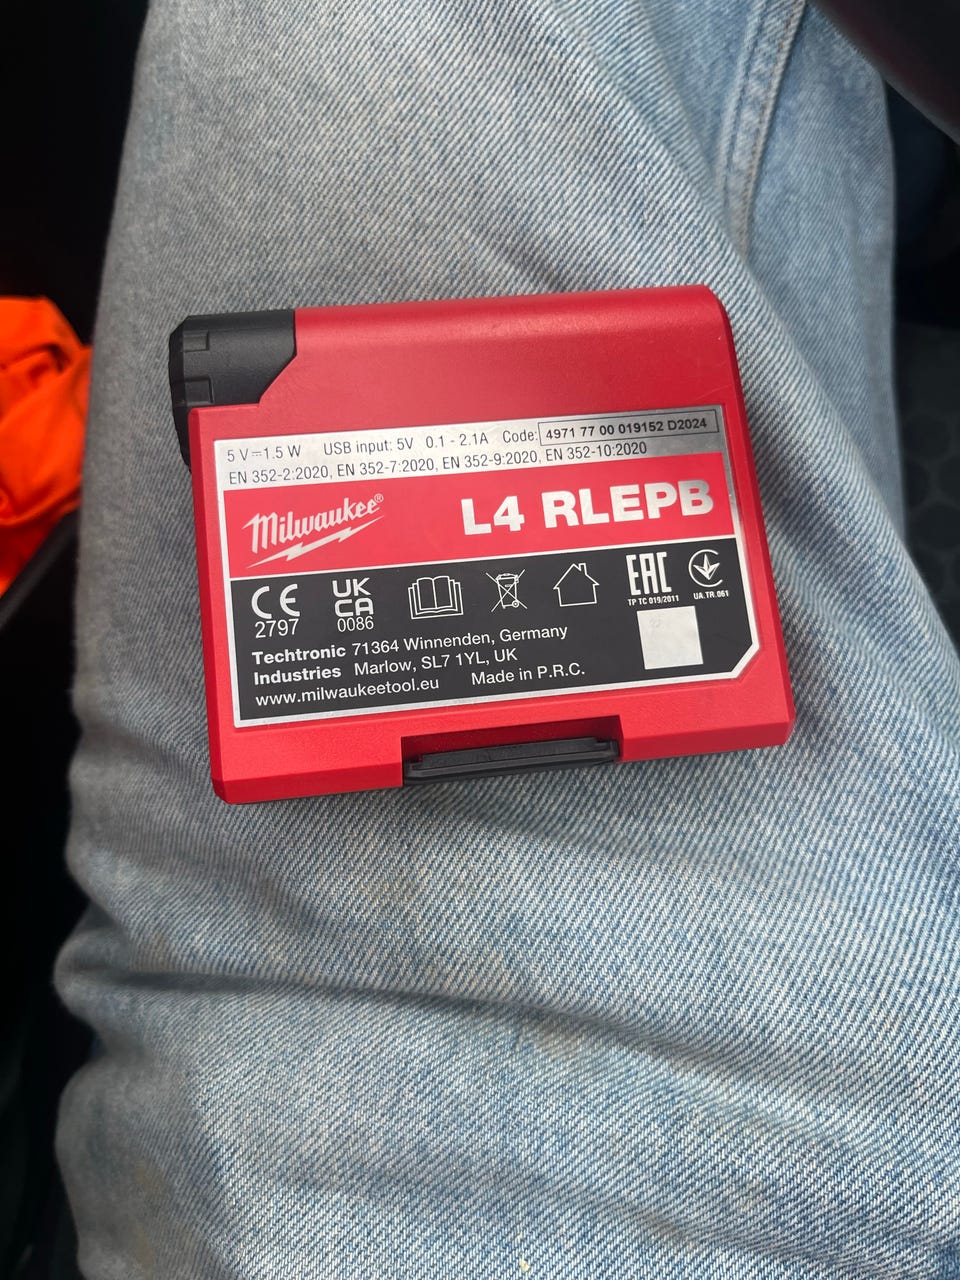 5 V⎓1.5 W USB input: 5V 0.1 - 2.1A Code: 4971 77 00 019152 D2024
EN 352-2:2020, EN 352-7:2020, EN 352-9:2020, EN 352-10:2020
Milwaukee® L4 RLEPB
CE UK CA EAC
2797 0086 TP TC 019/2011 UA.TR.061
Techtronic 71364 Winnenden, Germany
Industries Marlow, SL7 1YL, UK
www.milwaukeetool.eu Made in P.R.C.